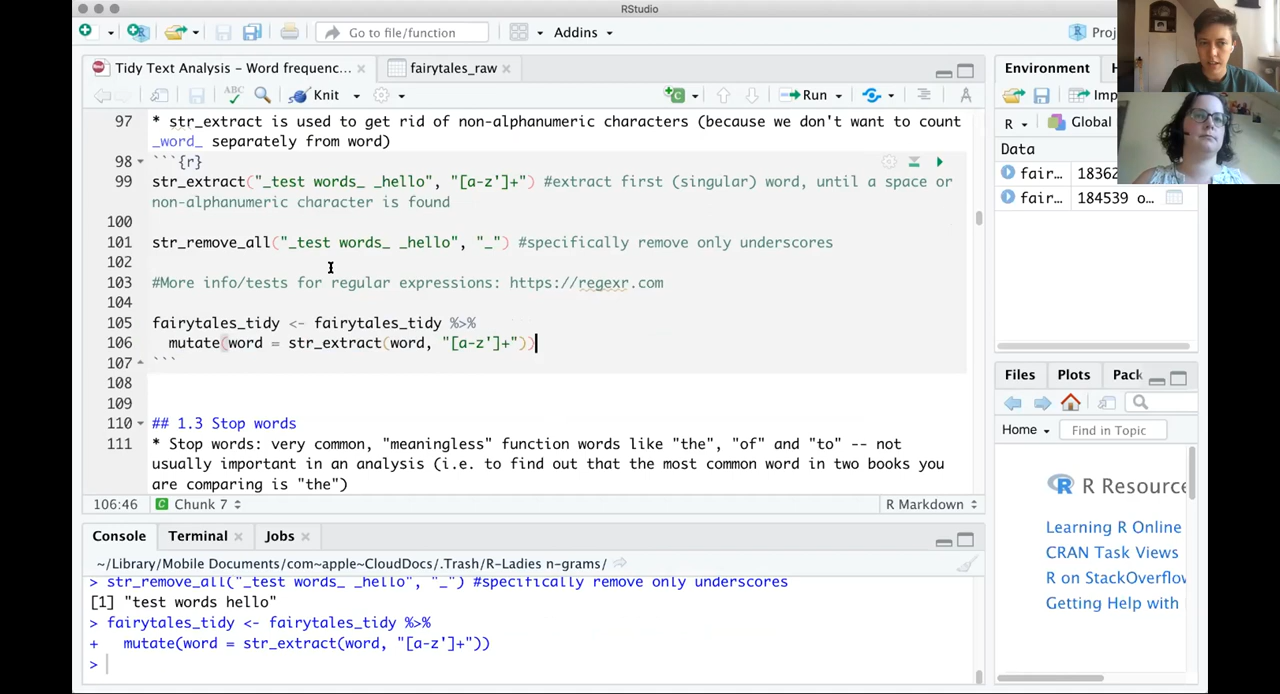 RStudio
Go to file/function
Addins
Proj
Tidy Text Analysis – Word frequenc...
fairytales_raw
ABC
Knit
Run
97 * str_extract is used to get rid of non-alphanumeric characters (because we don't want to count
_word_ separately from word)
98 ```{r}
99 str_extract("_test words_ _hello", "[a-z']+") #extract first (singular) word, until a space or
non-alphanumeric character is found
100
101 str_remove_all("_test words_ _hello", "_") #specifically remove only underscores
102
103 #More info/tests for regular expressions: https://regexr.com
104
105 fairytales_tidy <- fairytales_tidy %>%
106 mutate(word = str_extract(word, "[a-z']+"))
107 ```
108
109
110 ## 1.3 Stop words
111 * Stop words: very common, "meaningless" function words like "the", "of" and "to" -- not
usually important in an analysis (i.e. to find out that the most common word in two books you
are comparing is "the")
106:46 C Chunk 7 R Markdown
Console Terminal Jobs
~/Library/Mobile Documents/com~apple~CloudDocs/.Trash/R-Ladies n-grams/
> str_remove_all("_test words_ _hello", "_") #specifically remove only underscores
[1] "test words hello"
> fairytales_tidy <- fairytales_tidy %>%
+ mutate(word = str_extract(word, "[a-z']+"))
>
Environment H
Imp
R Global
Data
fair... 18362
fair... 184539 o...
Files Plots Pack
Home Find in Topic
R Resource
Learning R Online
CRAN Task Views
R on StackOverflow
Getting Help with